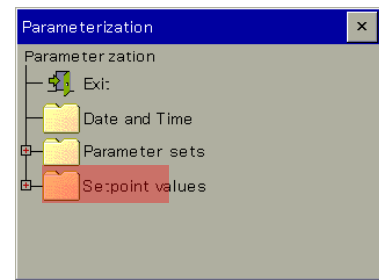 Parameterization
Parameter zation
Exi:
Date and Time
Parameter sets
Se:point values